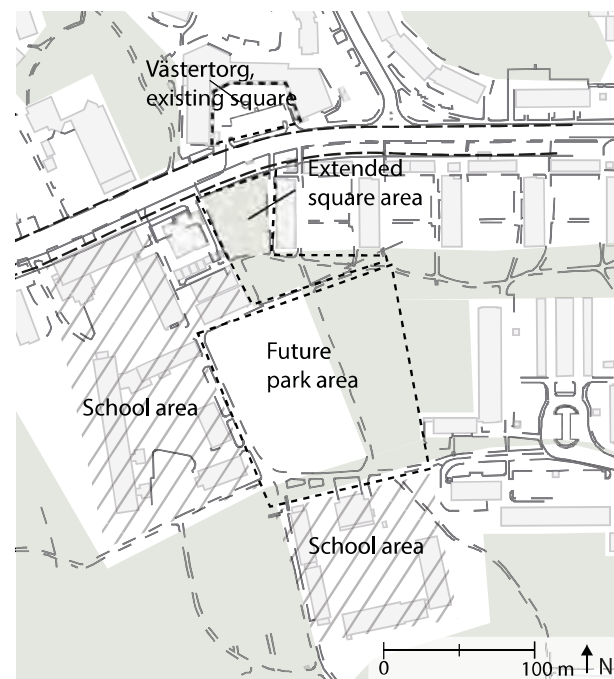 Västertorg,
existing square
Extended
square area
Future
park area
School area
School area
0
100 m
N